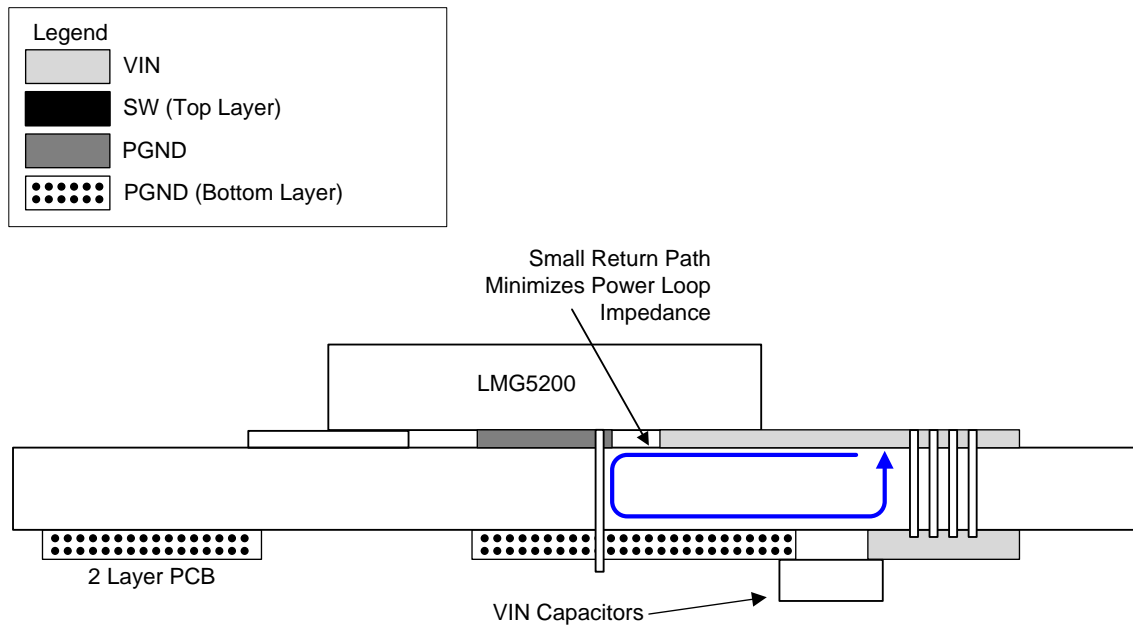 Legend
VIN
SW (Top Layer)
PGND
PGND (Bottom Layer)
Small Return Path
Minimizes Power Loop
Impedance
LMG5200
2 Layer PCB
VIN Capacitors